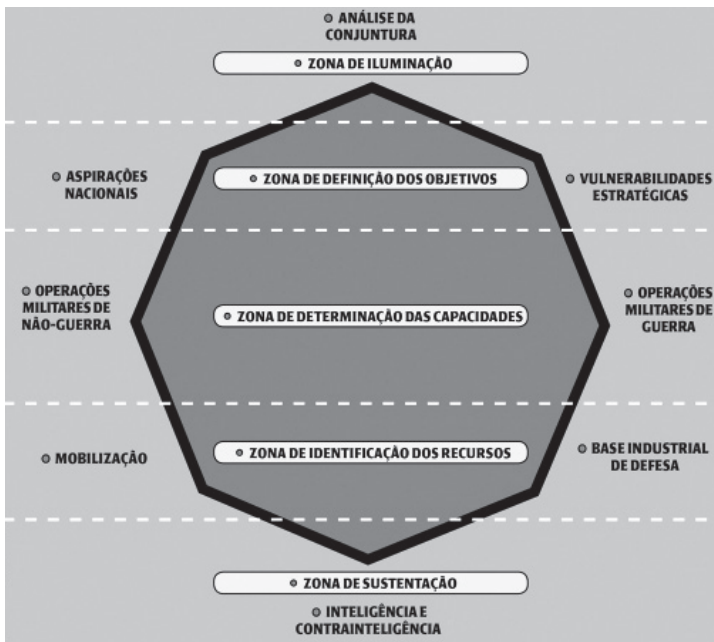 ANÁLISE DA
CONJUNTURA
ZONA DE ILUMINAÇÃO
ASPIRAÇÕES
NACIONAIS
ZONA DE DEFINIÇÃO DOS OBJETIVOS
VULNERABILIDADES
ESTRATÉGICAS
OPERAÇÕES
MILITARES DE
NÃO-GUERRA
ZONA DE DETERMINAÇÃO DAS CAPACIDADES
OPERAÇÕES
MILITARES DE
GUERRA
MOBILIZAÇÃO
ZONA DE IDENTIFICAÇÃO DOS RECURSOS
BASE INDUSTRIAL
DE DEFESA
ZONA DE SUSTENTAÇÃO
INTELIGÊNCIA E
CONTRAINTELIGÊNCIA